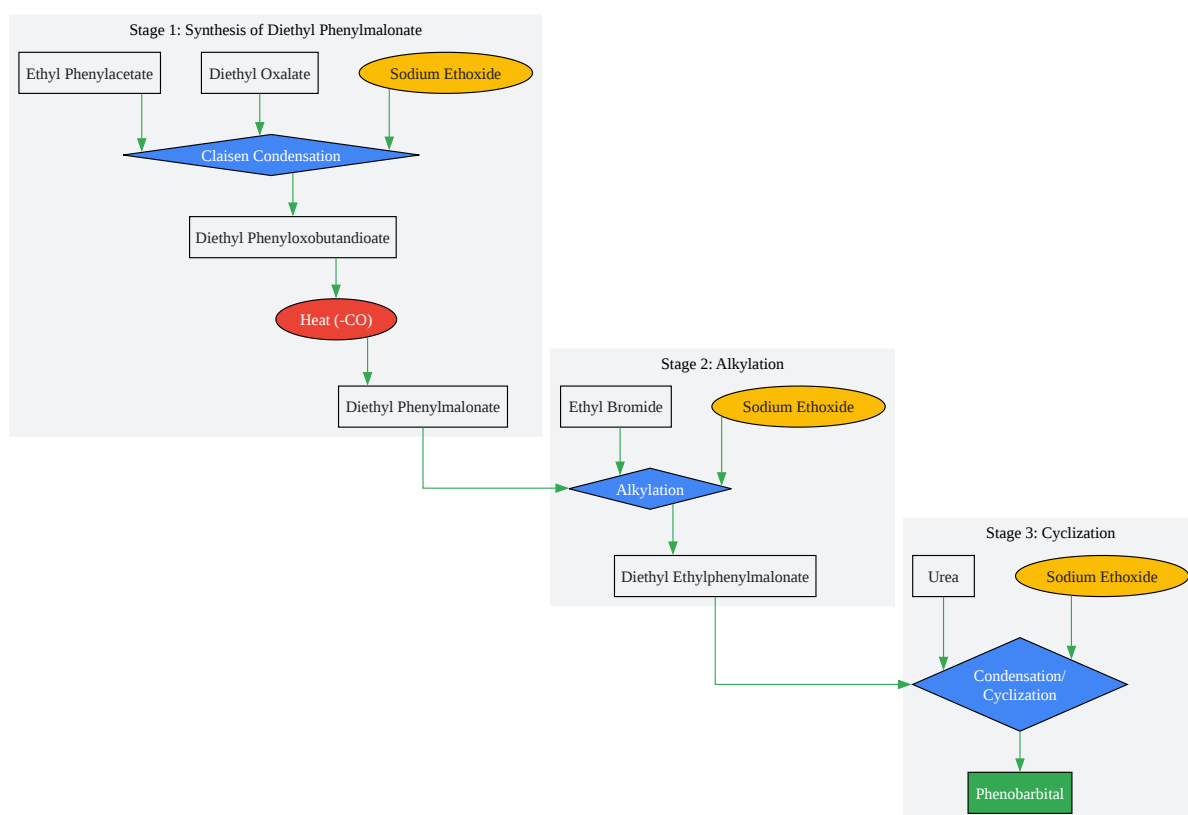 Stage 1: Synthesis of Diethyl Phenylmalonate
Ethyl Phenylacetate
Diethyl Oxalate
Sodium Ethoxide
Claisen Condensation
Diethyl Phenyloxobutandioate
Heat (-CO)
Diethyl Phenylmalonate
Stage 2: Alkylation
Ethyl Bromide
Sodium Ethoxide
Alkylation
Diethyl Ethylphenylmalonate
Stage 3: Cyclization
Urea
Sodium Ethoxide
Condensation/
Cyclization
Phenobarbital